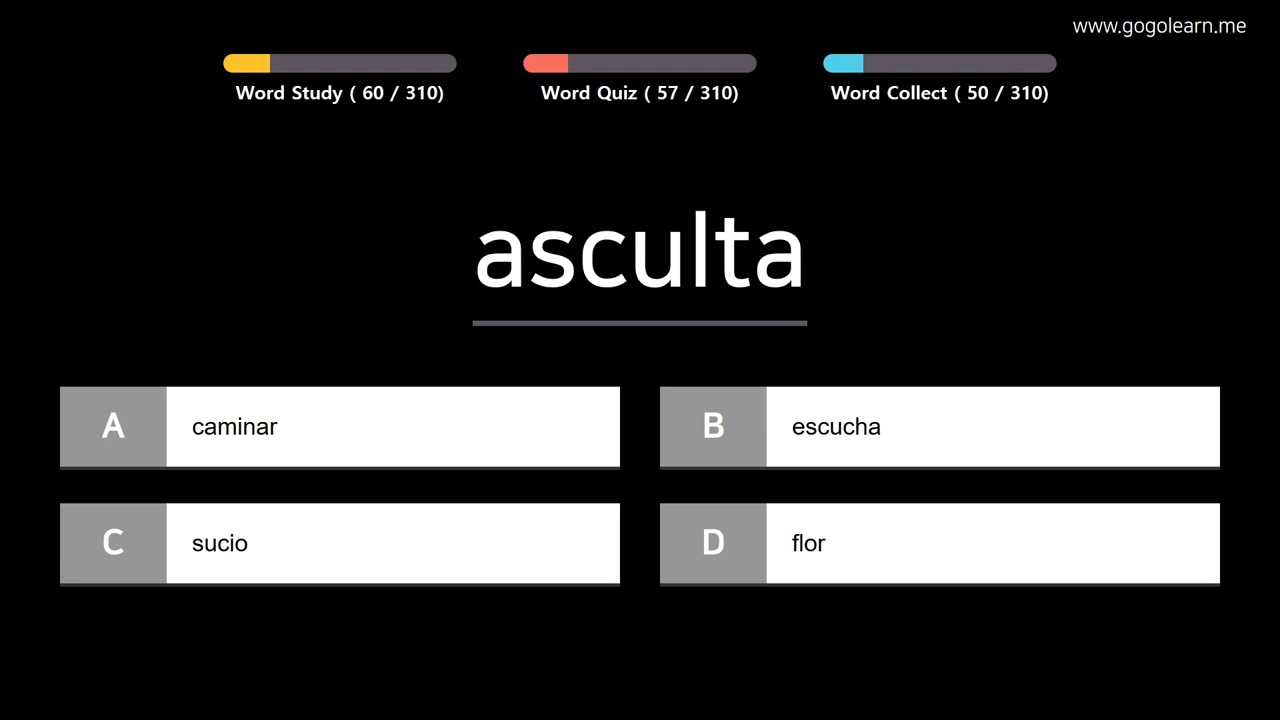 www.gogolearn.me
Word Study ( 60 / 310)
Word Quiz ( 57 / 310)
Word Collect ( 50 / 310)
asculta
A caminar
B escucha
C sucio
D flor